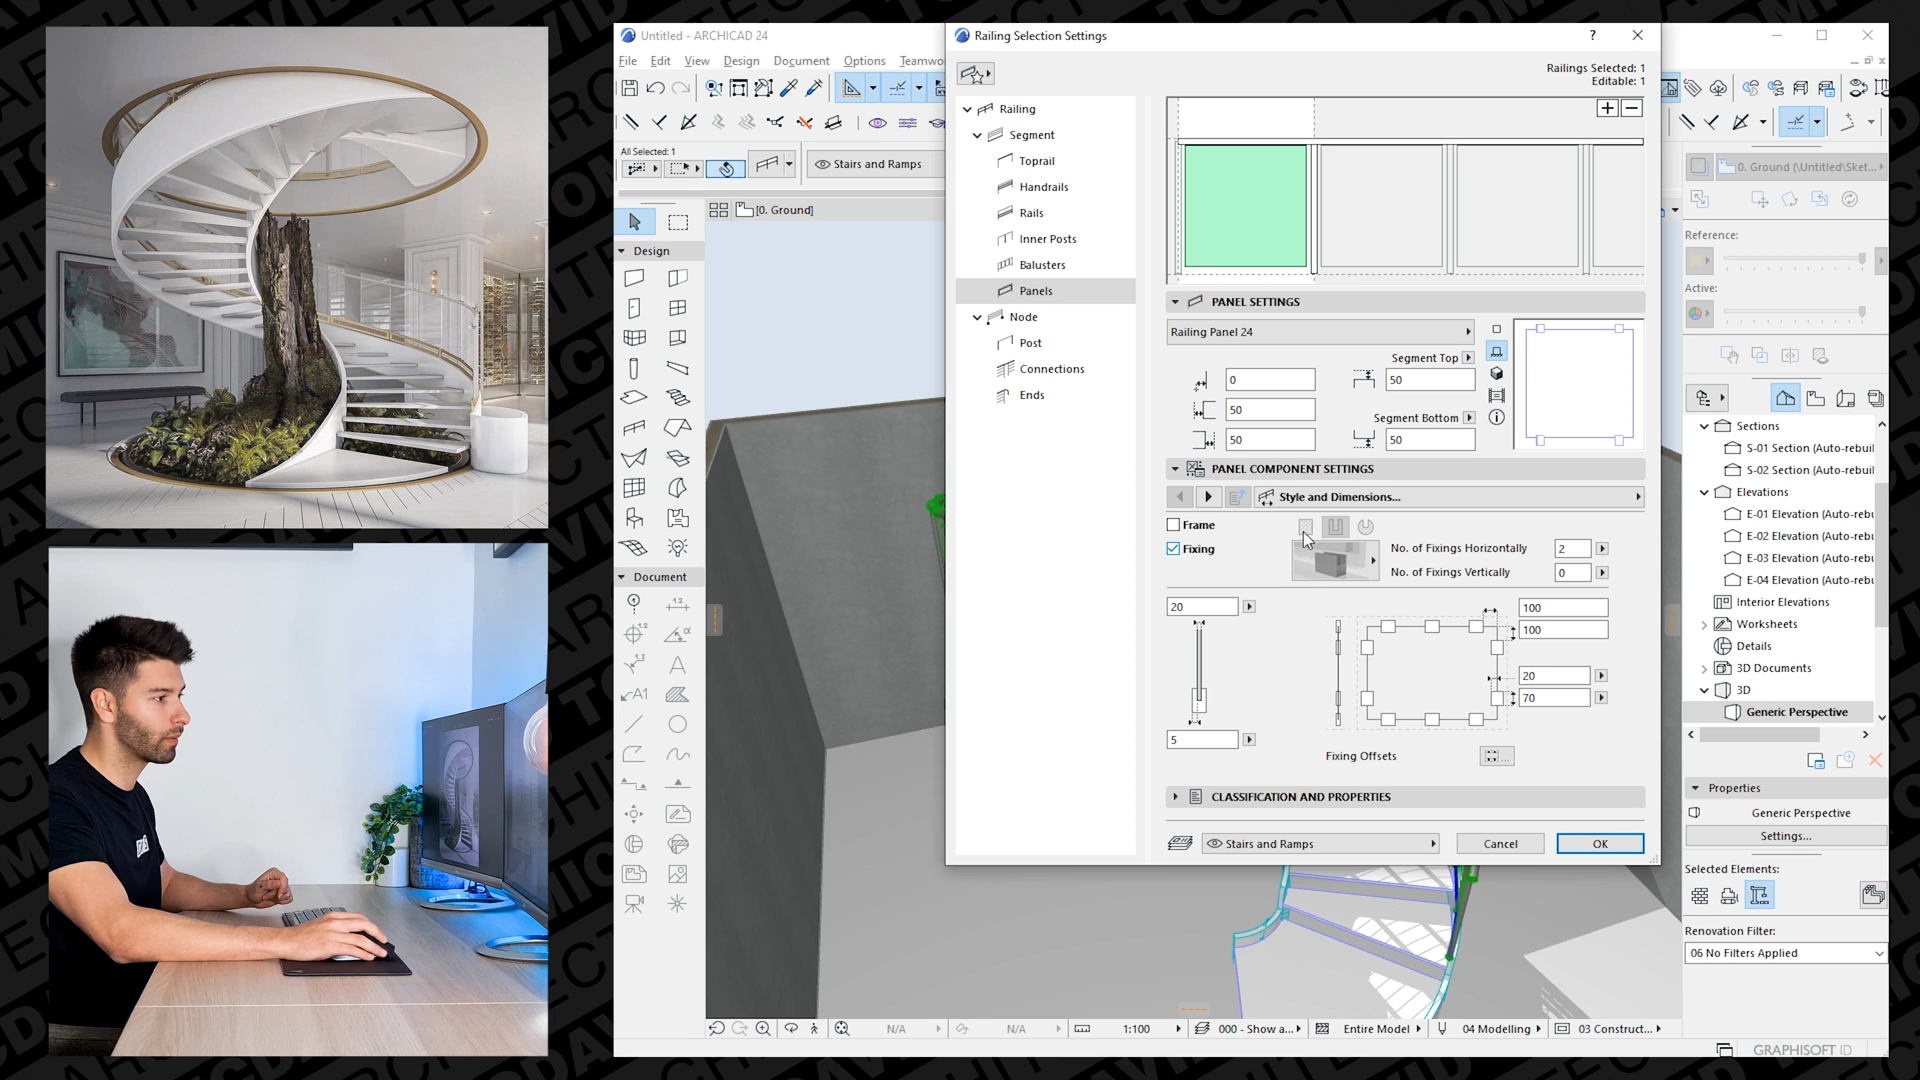 Untitled - ARCHICAD 24
File Edit View Design Document Options Teamwo
All Selected: 1
Stairs and Ramps
[0. Ground]
Design
Document
Railing Selection Settings
?
Railings Selected: 1
Editable: 1
Railing
Segment
Toprail
Handrails
Rails
Inner Posts
Balusters
Panels
Node
Post
Connections
Ends
PANEL SETTINGS
Railing Panel 24
Segment Top
0
50
50
Segment Bottom
50
50
PANEL COMPONENT SETTINGS
Style and Dimensions...
Frame
Fixing
No. of Fixings Horizontally
2
No. of Fixings Vertically
0
20
100
100
20
70
5
Fixing Offsets
CLASSIFICATION AND PROPERTIES
Stairs and Ramps
Cancel
OK
0. Ground (\Untitled\Sket...
Reference:
Active:
Sections
S-01 Section (Auto-rebuil
S-02 Section (Auto-rebuil
Elevations
E-01 Elevation (Auto-rebu
E-02 Elevation (Auto-rebu
E-03 Elevation (Auto-rebu
E-04 Elevation (Auto-rebu
Interior Elevations
Worksheets
Details
3D Documents
3D
Generic Perspective
Properties
Generic Perspective
Settings...
Selected Elements:
Renovation Filter:
06 No Filters Applied
N/A
N/A
1:100
000 - Show a...
Entire Model
04 Modelling
03 Construct...
GRAPHISOFT ID